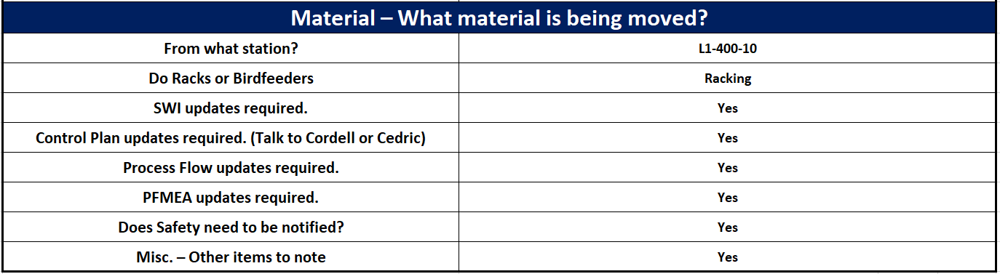 Material – What material is being moved?
From what station? L1-400-10
Do Racks or Birdfeeders Racking
SWI updates required. Yes
Control Plan updates required. (Talk to Cordell or Cedric) Yes
Process Flow updates required. Yes
PFMEA updates required. Yes
Does Safety need to be notified? Yes
Misc. – Other items to note Yes